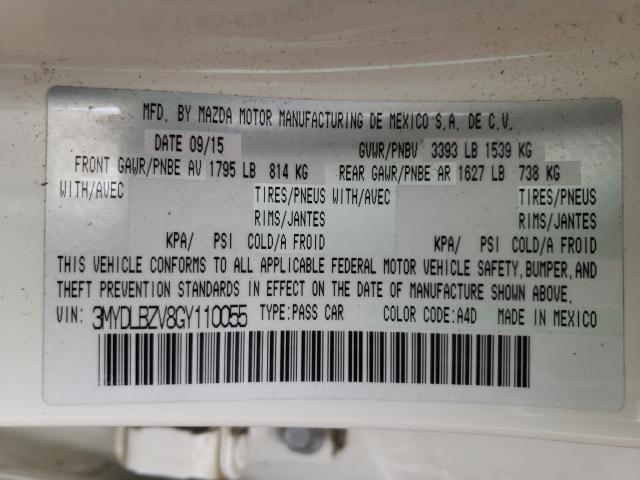 MFD. BY MAZDA MOTOR MANUFACTURING DE MEXICO S.A. DE C.V.
DATE 09/15 GVWR/PNBV 3393 LB 1539 KG
FRONT GAWR/PNBE AV 1795 LB 814 KG REAR GAWR/PNBE AR 1627 LB 738 KG
WITH/AVEC TIRES/PNEUS WITH/AVEC TIRES/PNEUS
RIMS/JANTES RIMS/JANTES
KPA/ PSI COLD/A FROID KPA/ PSI COLD/A FROID
THIS VEHICLE CONFORMS TO ALL APPLICABLE FEDERAL MOTOR VEHICLE SAFETY, BUMPER, AND
THEFT PREVENTION STANDARDS IN EFFECT ON THE DATE OF MANUFACTURE SHOWN ABOVE.
VIN: 3MYDLBZV8GY110055 TYPE:PASS CAR COLOR CODE:A4D MADE IN MEXICO